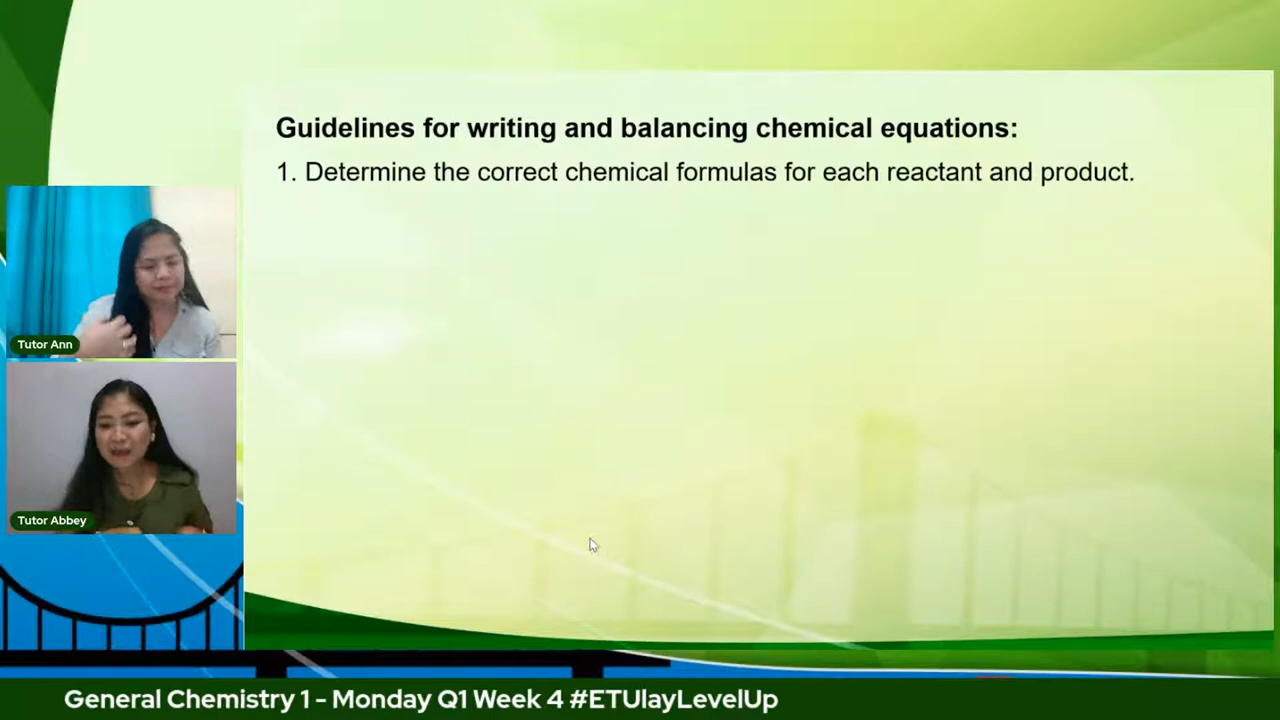 Guidelines for writing and balancing chemical equations:
1. Determine the correct chemical formulas for each reactant and product.
Tutor Ann
Tutor Abbey
General Chemistry 1 - Monday Q1 Week 4 #ETUlayLevelUp